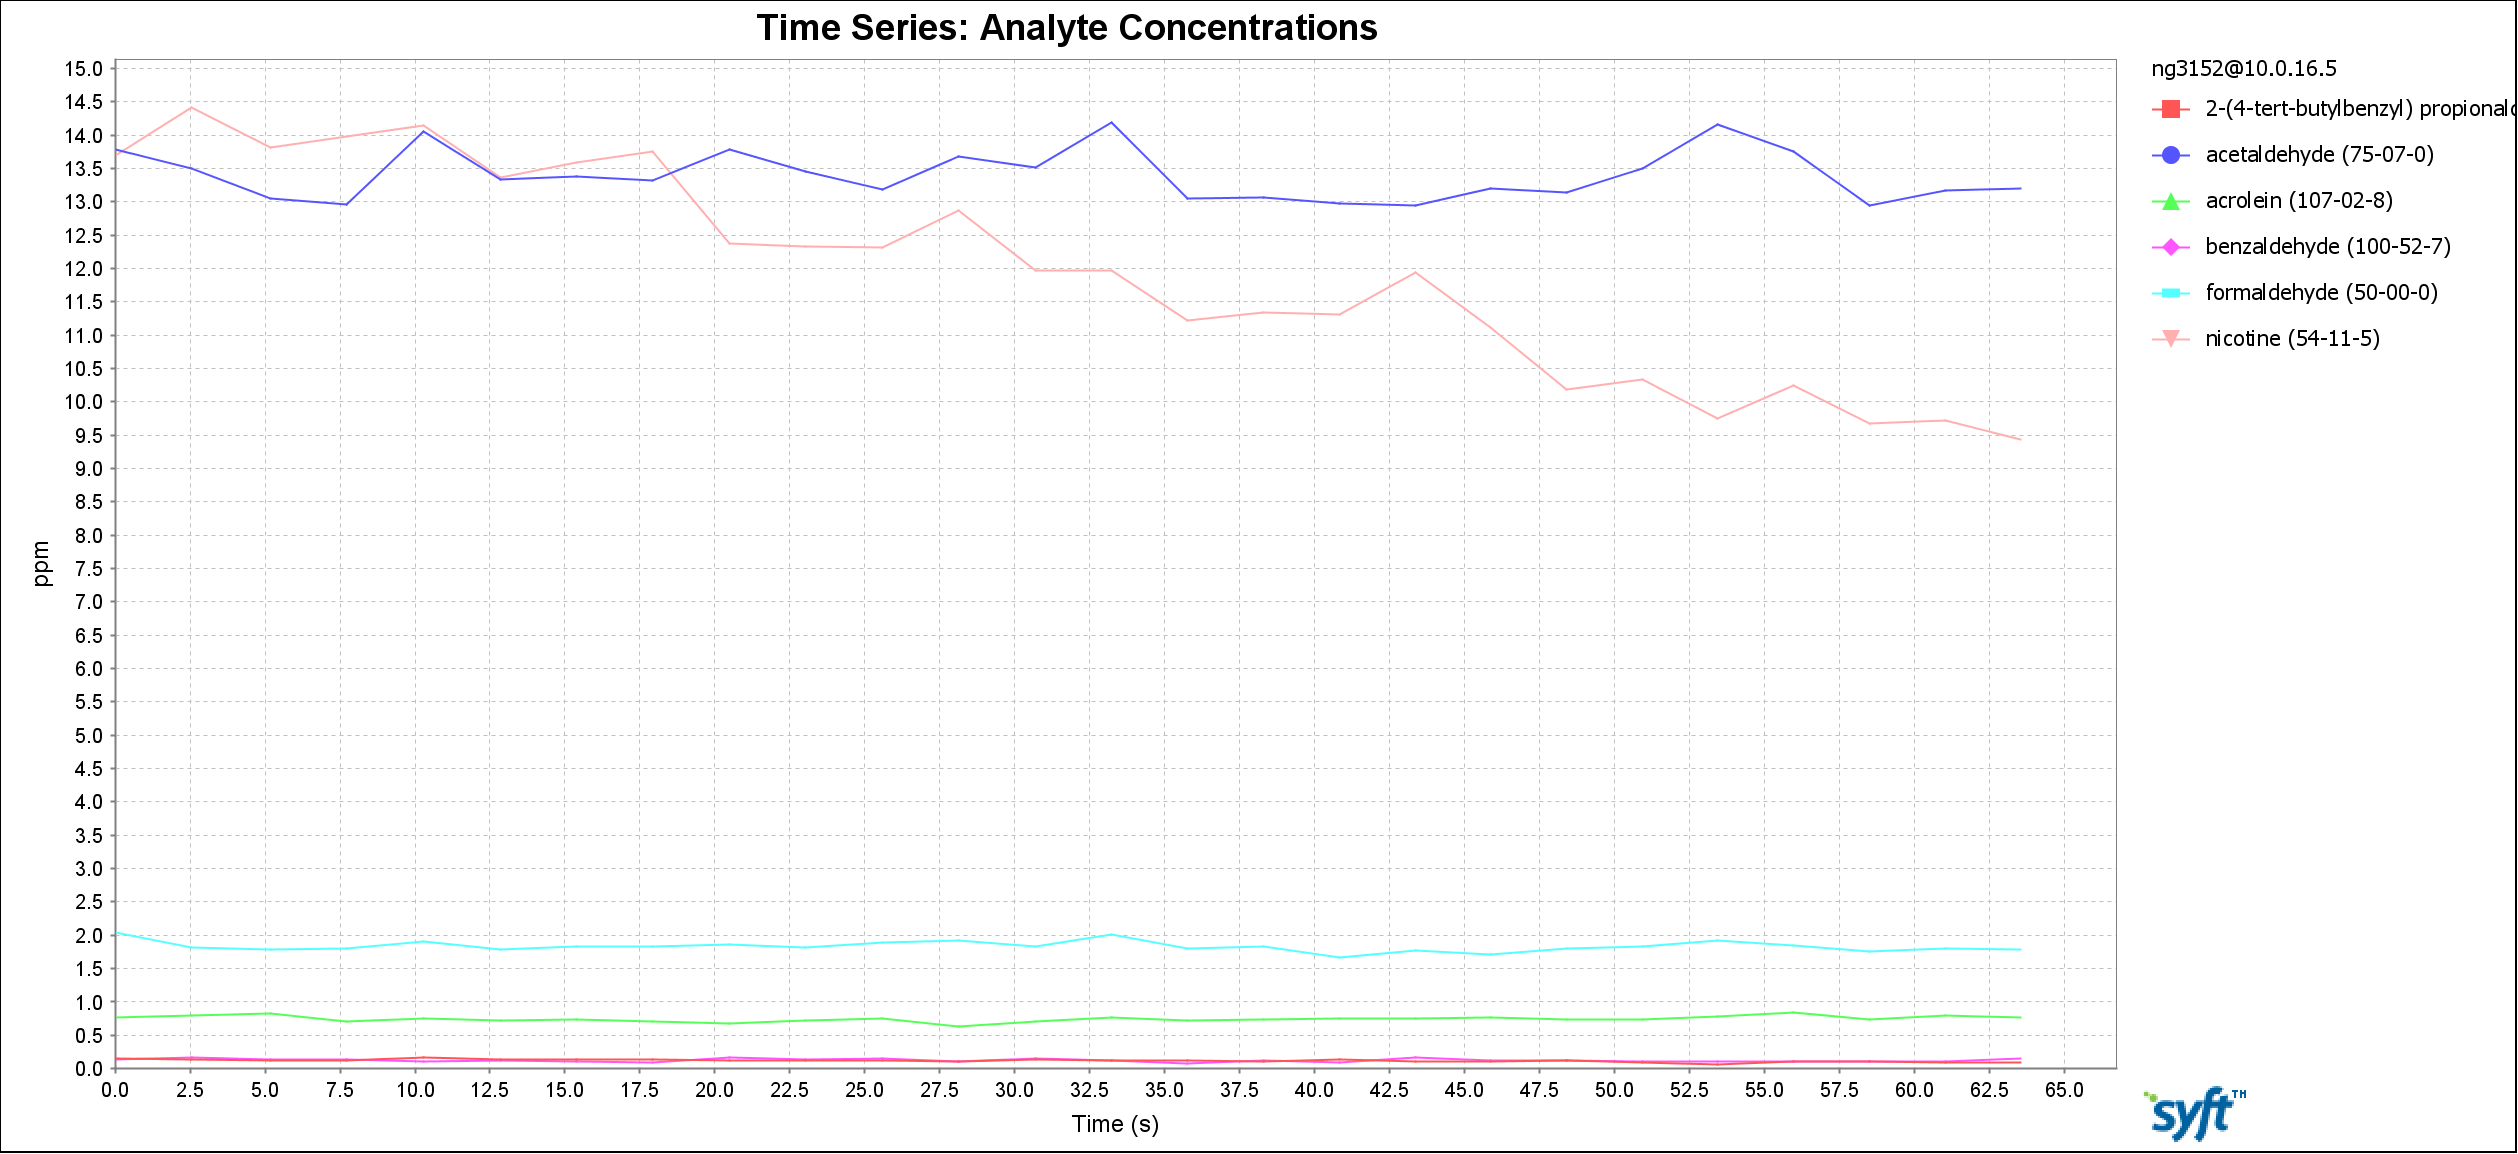 Time Series: Analyte Concentrations
15.0
14.5
14.0
13.5
13.0
12.5
12.0
11.5
11.0
10.5
10.0
9.5
9.0
8.5
8.0
7.5
7.0
6.5
6.0
5.5
5.0
4.5
4.0
3.5
3.0
2.5
2.0
1.5
1.0
0.5
0.0
ppm
0.0 2.5 5.0 7.5 10.0 12.5 15.0 17.5 20.0 22.5 25.0 27.5 30.0 32.5 35.0 37.5 40.0 42.5 45.0 47.5 50.0 52.5 55.0 57.5 60.0 62.5 65.0
Time (s)
ng3152@10.0.16.5
2-(4-tert-butylbenzyl) propionald
acetaldehyde (75-07-0)
acrolein (107-02-8)
benzaldehyde (100-52-7)
formaldehyde (50-00-0)
nicotine (54-11-5)
syft™